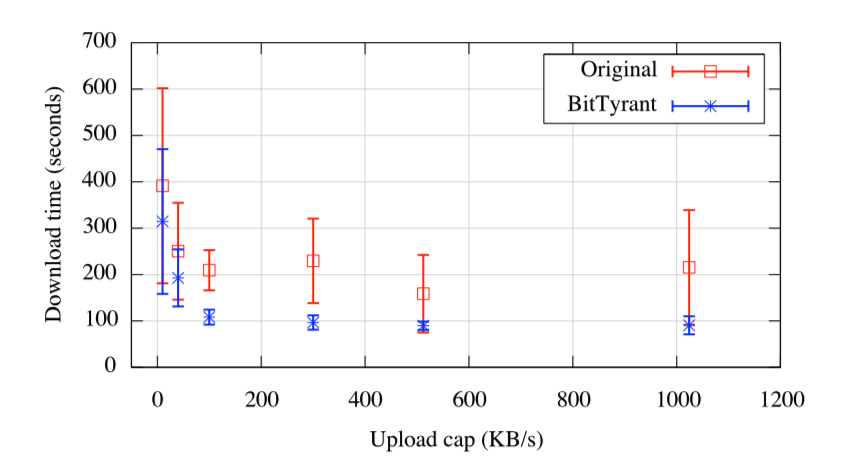 700
600
500
400
300
200
100
0
Download time (seconds)
Original
BitTyrant
0 200 400 600 800 1000 1200
Upload cap (KB/s)